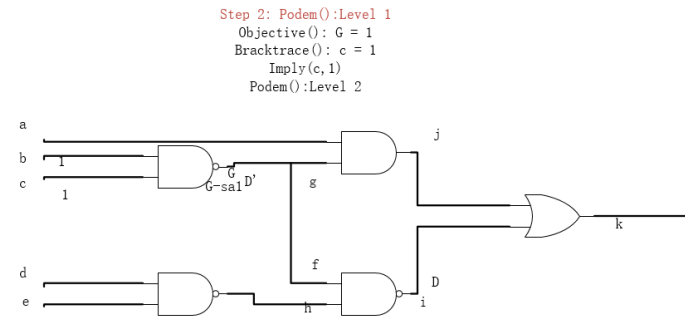 Step 2: Podem():Level 1
Objective(): G = 1
Bracktrace(): c = 1
Imply(c,1)
Podem():Level 2
a
j
b
1
G
c
G-sa1
D'
g
1
f
k
d
D
e
h
i